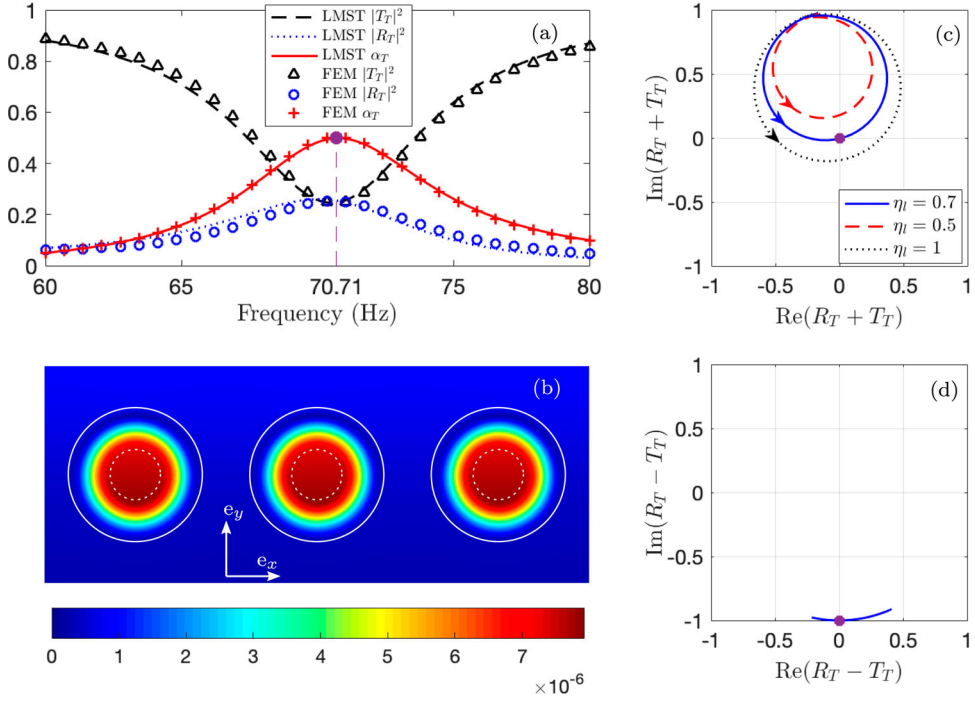 (a)
LMST |T_T|^2
LMST |R_T|^2
LMST α_T
FEM |T_T|^2
FEM |R_T|^2
FEM α_T
1
0.8
0.6
0.4
0.2
0
60 65 70.71 75 80
Frequency (Hz)
(c)
Im(R_T + T_T)
1
0.5
0
-0.5
-1
η_l = 0.7
η_l = 0.5
η_l = 1
-1 -0.5 0 0.5 1
Re(R_T + T_T)
(b)
e_y
e_x
0 1 2 3 4 5 6 7
×10^-6
(d)
Im(R_T − T_T)
1
0.5
0
-0.5
-1
-1 -0.5 0 0.5 1
Re(R_T − T_T)